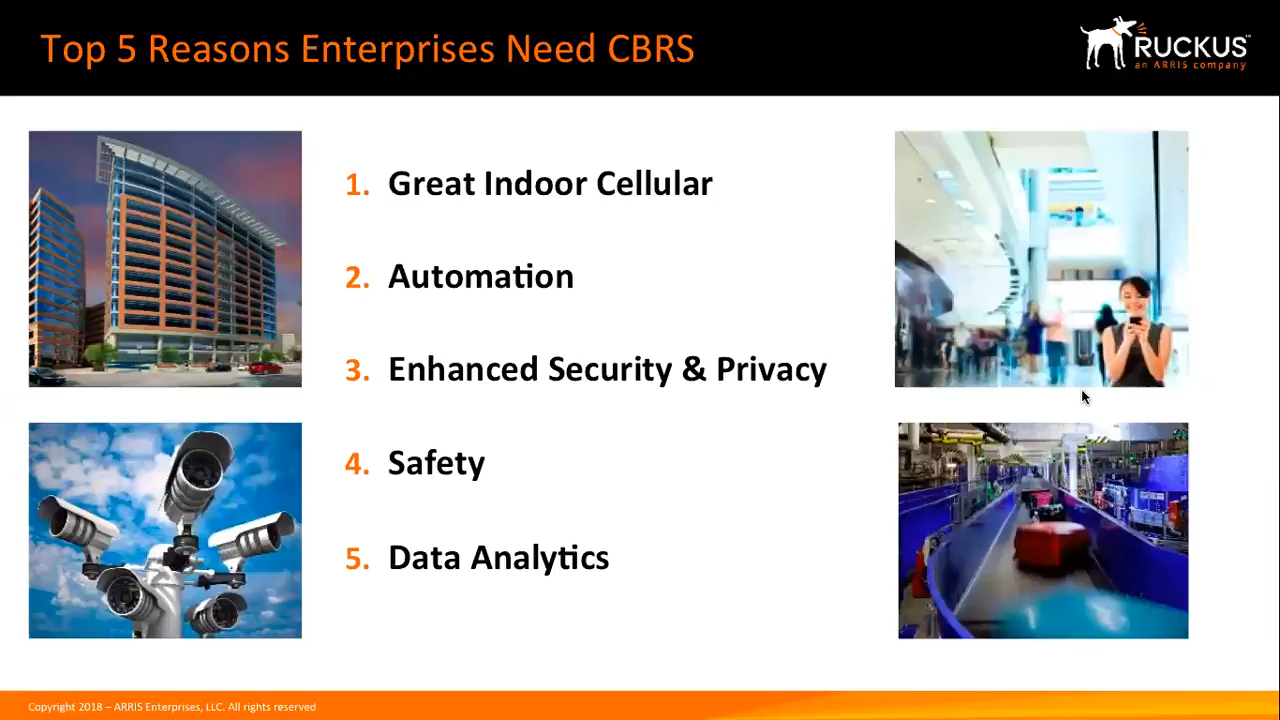 Top 5 Reasons Enterprises Need CBRS
RUCKUS™
an ARRIS company
1. Great Indoor Cellular
2. Automation
3. Enhanced Security & Privacy
4. Safety
5. Data Analytics
Copyright 2018 – ARRIS Enterprises, LLC. All rights reserved